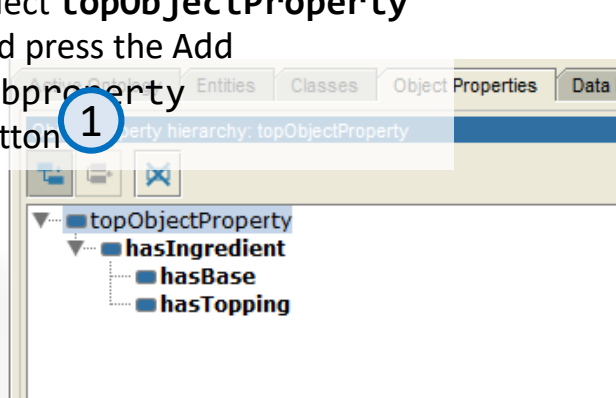 ject topObjectProperty
d press the Add
bproperty
tton 1
Active Ontology Entities Classes Object Properties Data
Object property hierarchy: topObjectProperty
topObjectProperty
hasIngredient
hasBase
hasTopping